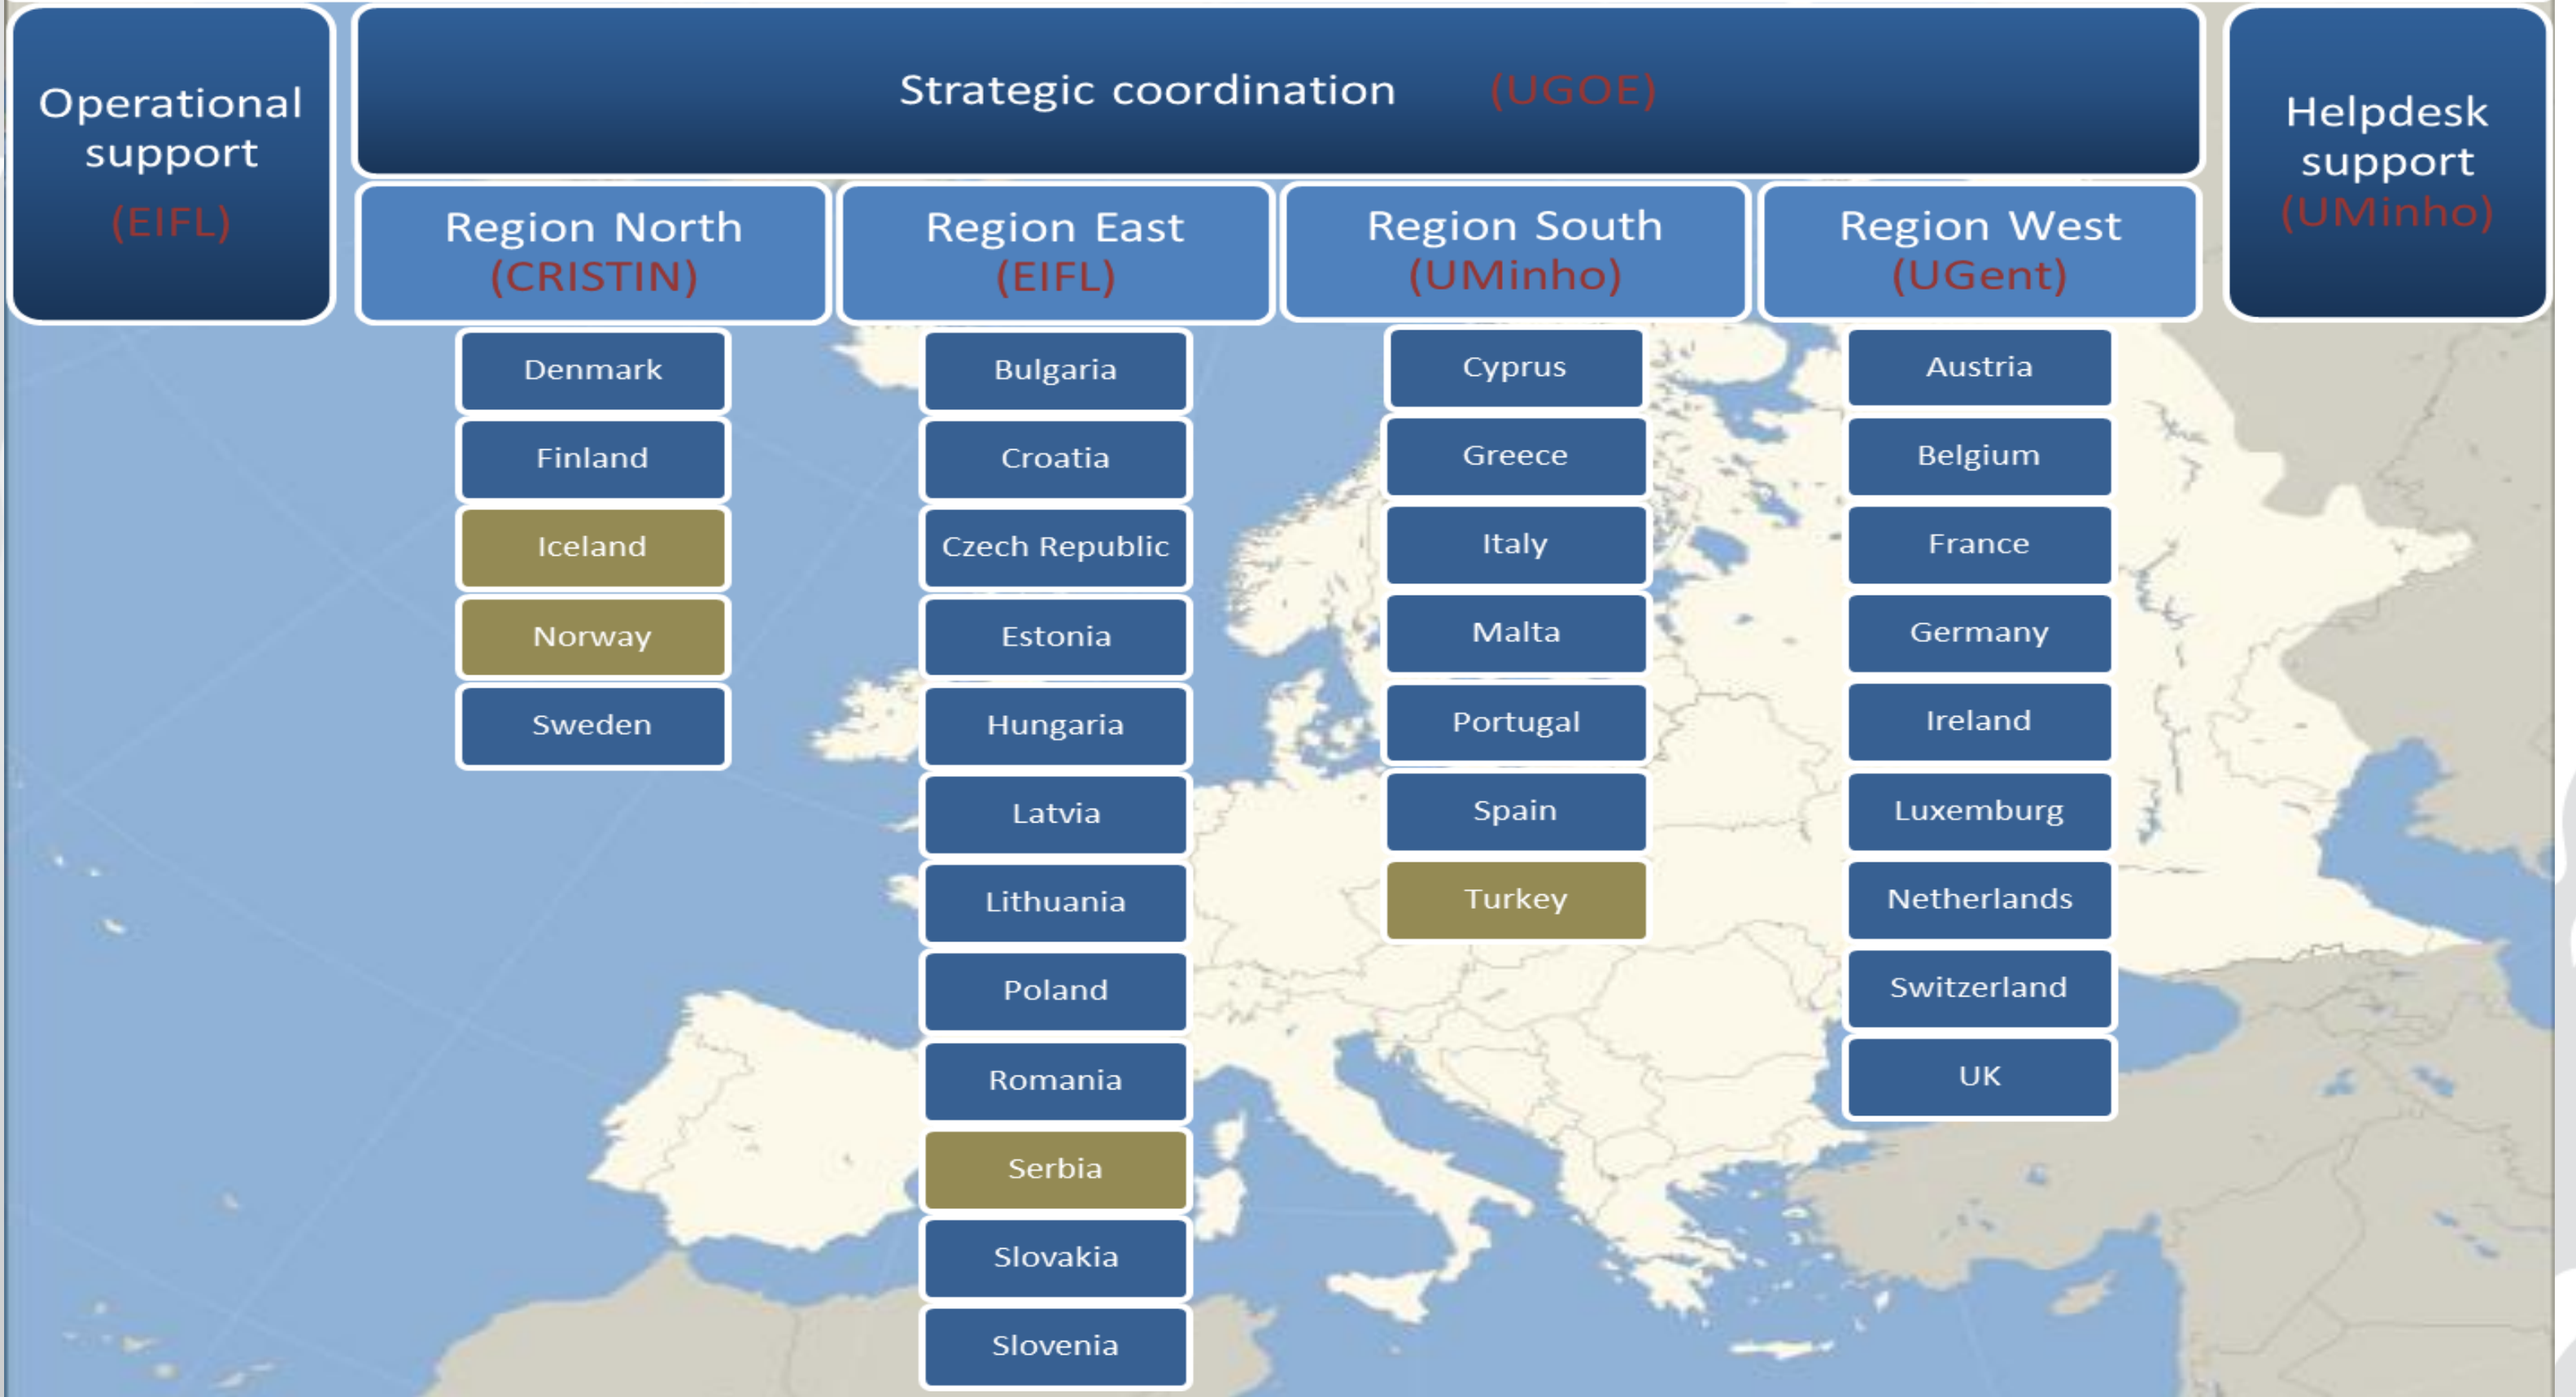 Operational
support
(EIFL)
Strategic coordination (UGOE)
Helpdesk
support
(UMinho)
Region North
(CRISTIN)
Denmark
Finland
Iceland
Norway
Sweden
Region East
(EIFL)
Bulgaria
Croatia
Czech Republic
Estonia
Hungaria
Latvia
Lithuania
Poland
Romania
Serbia
Slovakia
Slovenia
Region South
(UMinho)
Cyprus
Greece
Italy
Malta
Portugal
Spain
Turkey
Region West
(UGent)
Austria
Belgium
France
Germany
Ireland
Luxemburg
Netherlands
Switzerland
UK